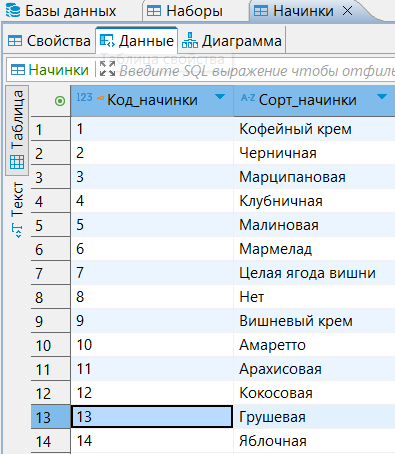 Базы данных Наборы Начинки
Свойства Данные Диаграмма
Таблица свойства
Начинки Введите SQL выражение чтобы отфиль
Таблица
Текст
123 Код_начинки A-Z Сорт_начинки
1 1 Кофейный крем
2 2 Черничная
3 3 Марципановая
4 4 Клубничная
5 5 Малиновая
6 6 Мармелад
7 7 Целая ягода вишни
8 8 Нет
9 9 Вишневый крем
10 10 Амаретто
11 11 Арахисовая
12 12 Кокосовая
13 13 Грушевая
14 14 Яблочная